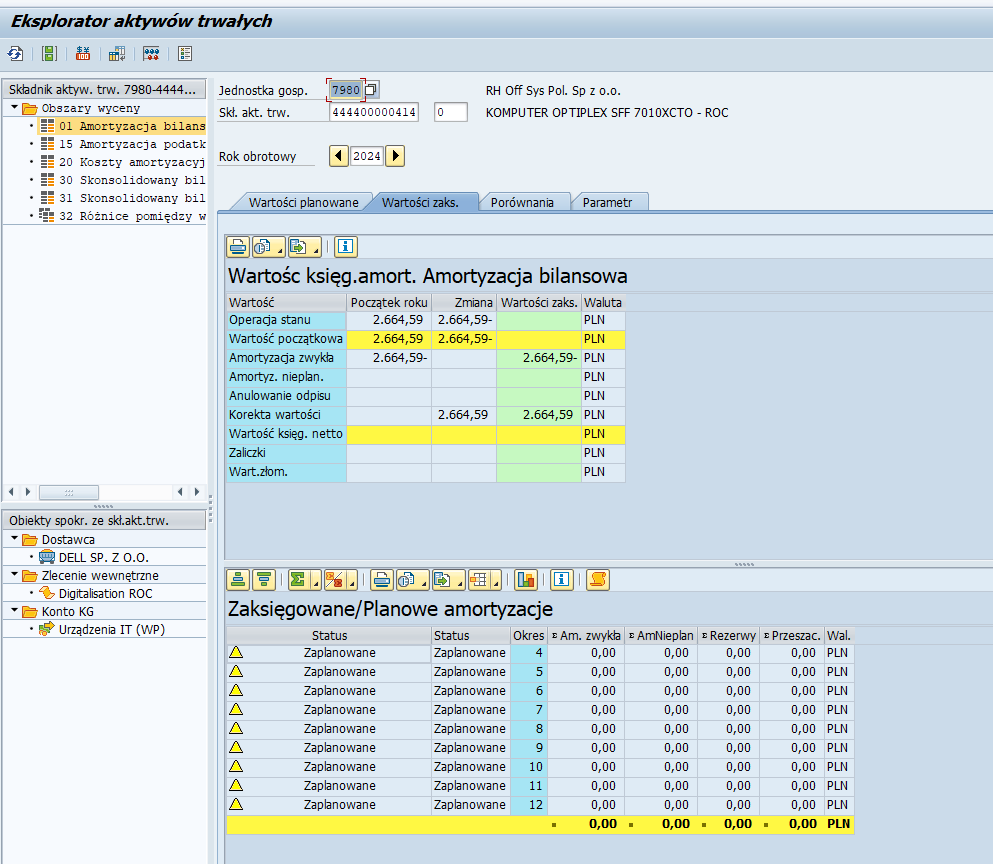 Eksplorator aktywów trwałych
Składnik aktyw. trw. 7980-4444...
Obszary wyceny
01 Amortyzacja bilans
15 Amortyzacja podatk
20 Koszty amortyzacyj
30 Skonsolidowany bil
31 Skonsolidowany bil
32 Różnice pomiędzy w
Obiekty spokr. ze skł.akt.trw.
Dostawca
DELL SP. Z O.O.
Zlecenie wewnętrzne
Digitalisation ROC
Konto KG
Urządzenia IT (WP)
Jednostka gosp. 7980 RH Off Sys Pol. Sp z o.o.
Skł. akt. trw. 444400000414 0 KOMPUTER OPTIPLEX SFF 7010XCTO - ROC
Rok obrotowy 2024
Wartości planowane Wartości zaks. Porównania Parametr
Wartośc księg.amort. Amortyzacja bilansowa
Wartość Początek roku Zmiana Wartości zaks. Waluta
Operacja stanu 2.664,59 2.664,59- PLN
Wartość początkowa 2.664,59 2.664,59- PLN
Amortyzacja zwykła 2.664,59- 2.664,59- PLN
Amortyz. nieplan. PLN
Anulowanie odpisu PLN
Korekta wartości 2.664,59 2.664,59 PLN
Wartość księg. netto PLN
Zaliczki PLN
Wart.złom. PLN
Zaksięgowane/Planowe amortyzacje
Status Status Okres Σ Am. zwykła Σ AmNieplan Σ Rezerwy Σ Przeszac. Wal.
Zaplanowane Zaplanowane 4 0,00 0,00 0,00 0,00 PLN
Zaplanowane Zaplanowane 5 0,00 0,00 0,00 0,00 PLN
Zaplanowane Zaplanowane 6 0,00 0,00 0,00 0,00 PLN
Zaplanowane Zaplanowane 7 0,00 0,00 0,00 0,00 PLN
Zaplanowane Zaplanowane 8 0,00 0,00 0,00 0,00 PLN
Zaplanowane Zaplanowane 9 0,00 0,00 0,00 0,00 PLN
Zaplanowane Zaplanowane 10 0,00 0,00 0,00 0,00 PLN
Zaplanowane Zaplanowane 11 0,00 0,00 0,00 0,00 PLN
Zaplanowane Zaplanowane 12 0,00 0,00 0,00 0,00 PLN
▪ 0,00 ▪ 0,00 ▪ 0,00 ▪ 0,00 PLN